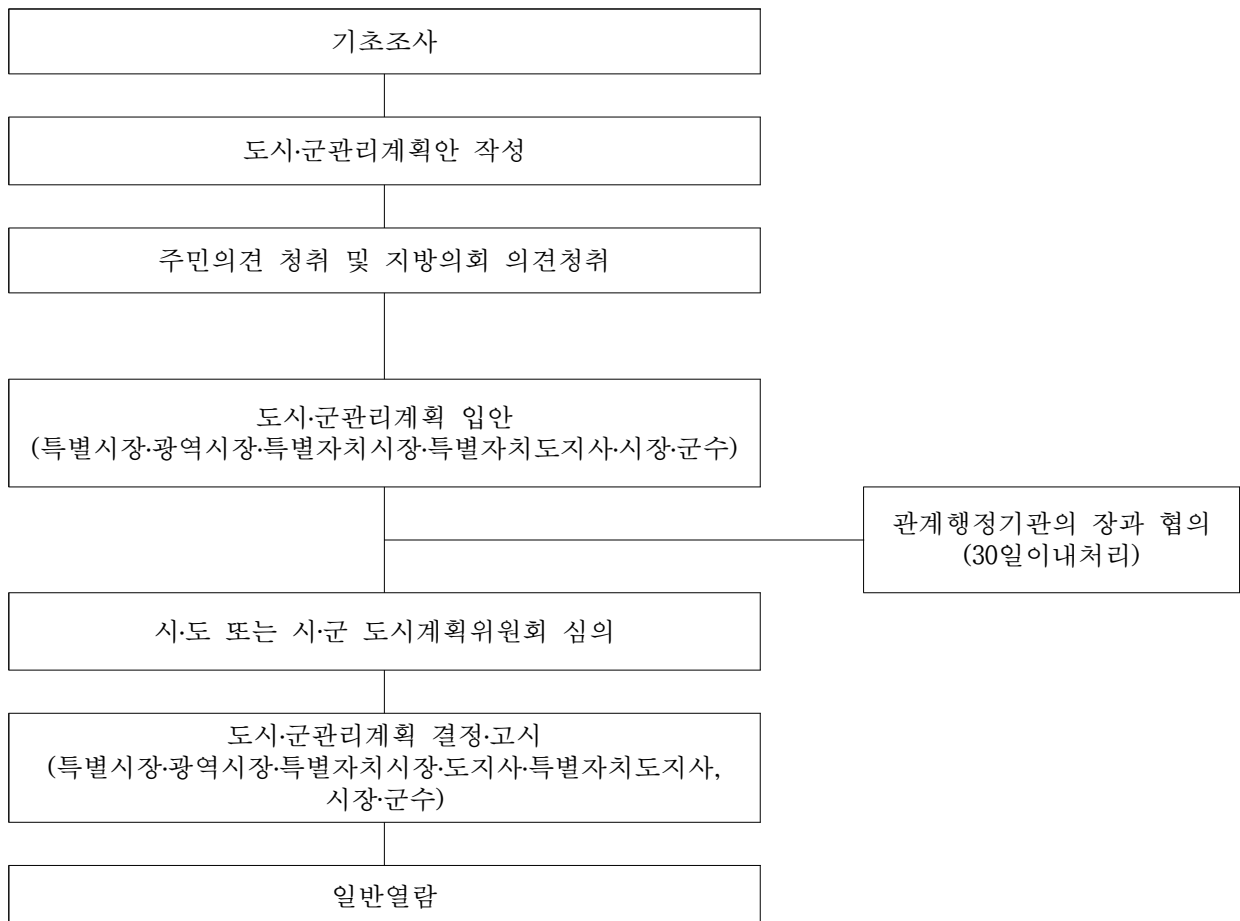 기초조사
도시·군관리계획안 작성
주민의견 청취 및 지방의회 의견청취
도시·군관리계획 입안
(특별시장·광역시장·특별자치시장·특별자치도지사·시장·군수)
관계행정기관의 장과 협의
(30일이내처리)
시·도 또는 시·군 도시계획위원회 심의
도시·군관리계획 결정·고시
(특별시장·광역시장·특별자치시장·도지사·특별자치도지사,
시장·군수)
일반열람